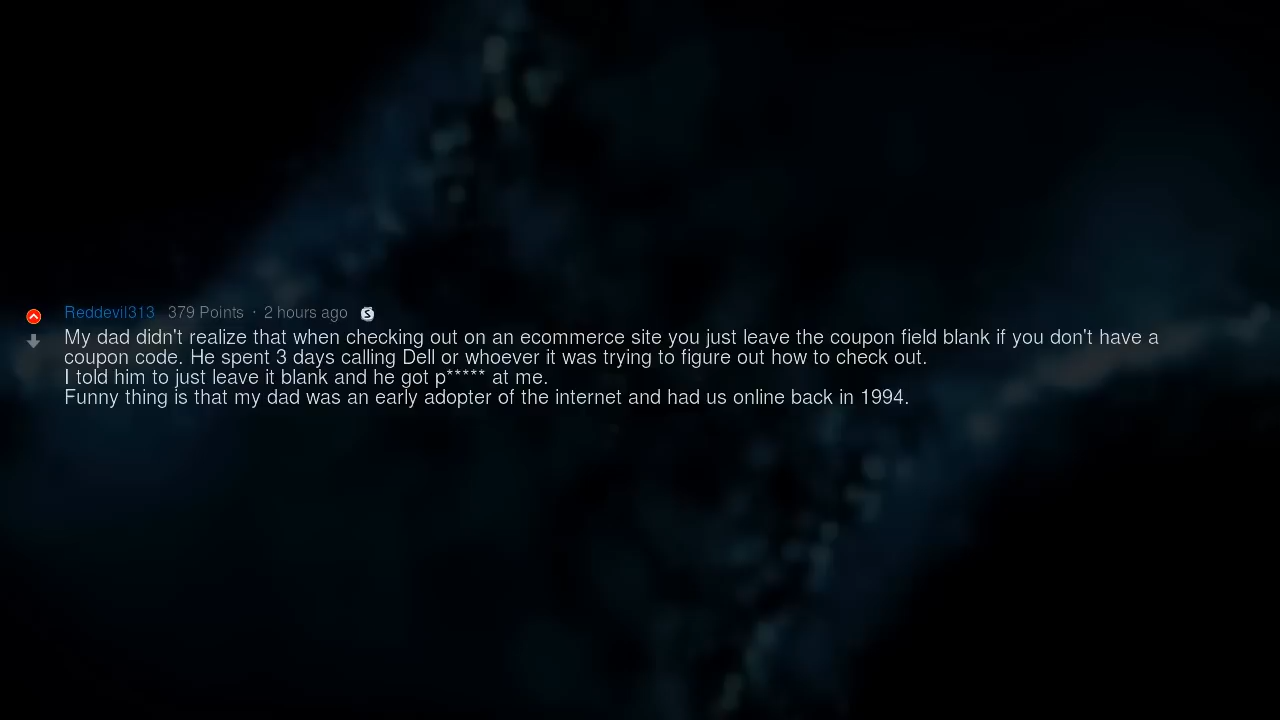 Reddevil313 379 Points · 2 hours ago
My dad didn't realize that when checking out on an ecommerce site you just leave the coupon field blank if you don't have a
coupon code. He spent 3 days calling Dell or whoever it was trying to figure out how to check out.
I told him to just leave it blank and he got p***** at me.
Funny thing is that my dad was an early adopter of the internet and had us online back in 1994.